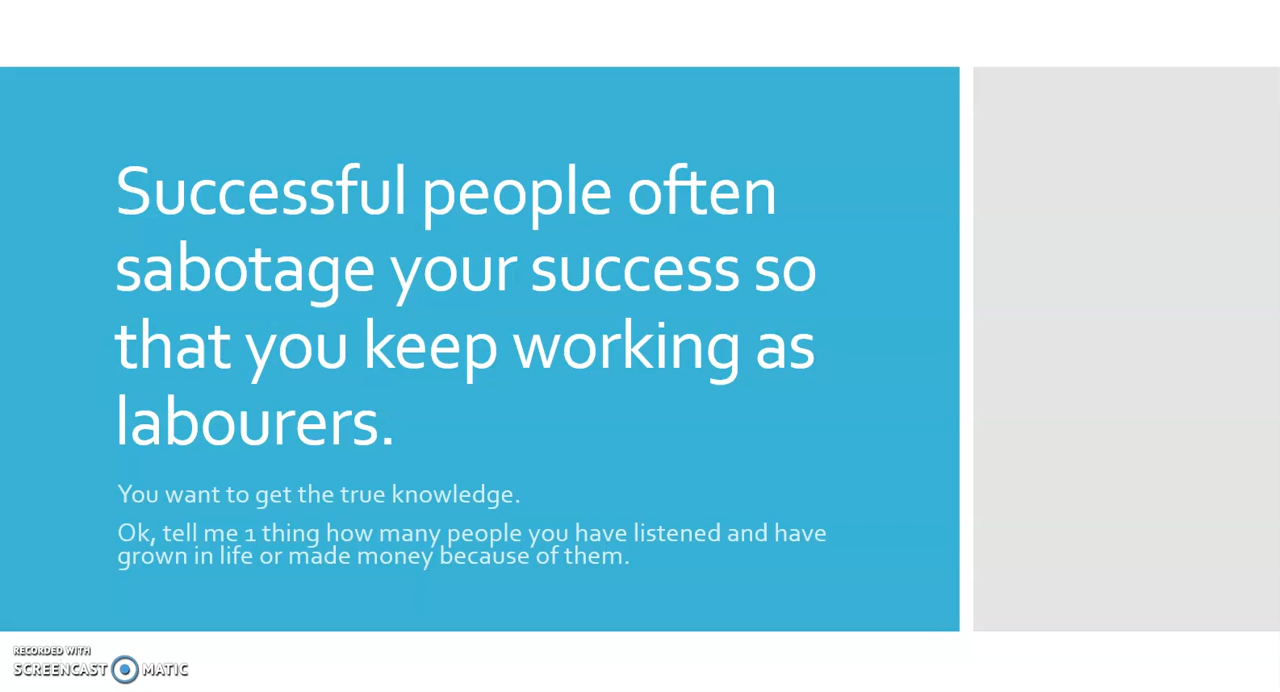 Successful people often
sabotage your success so
that you keep working as
labourers.
You want to get the true knowledge.
Ok, tell me 1 thing how many people you have listened and have
grown in life or made money because of them.
RECORDED WITH
SCREENCAST MATIC